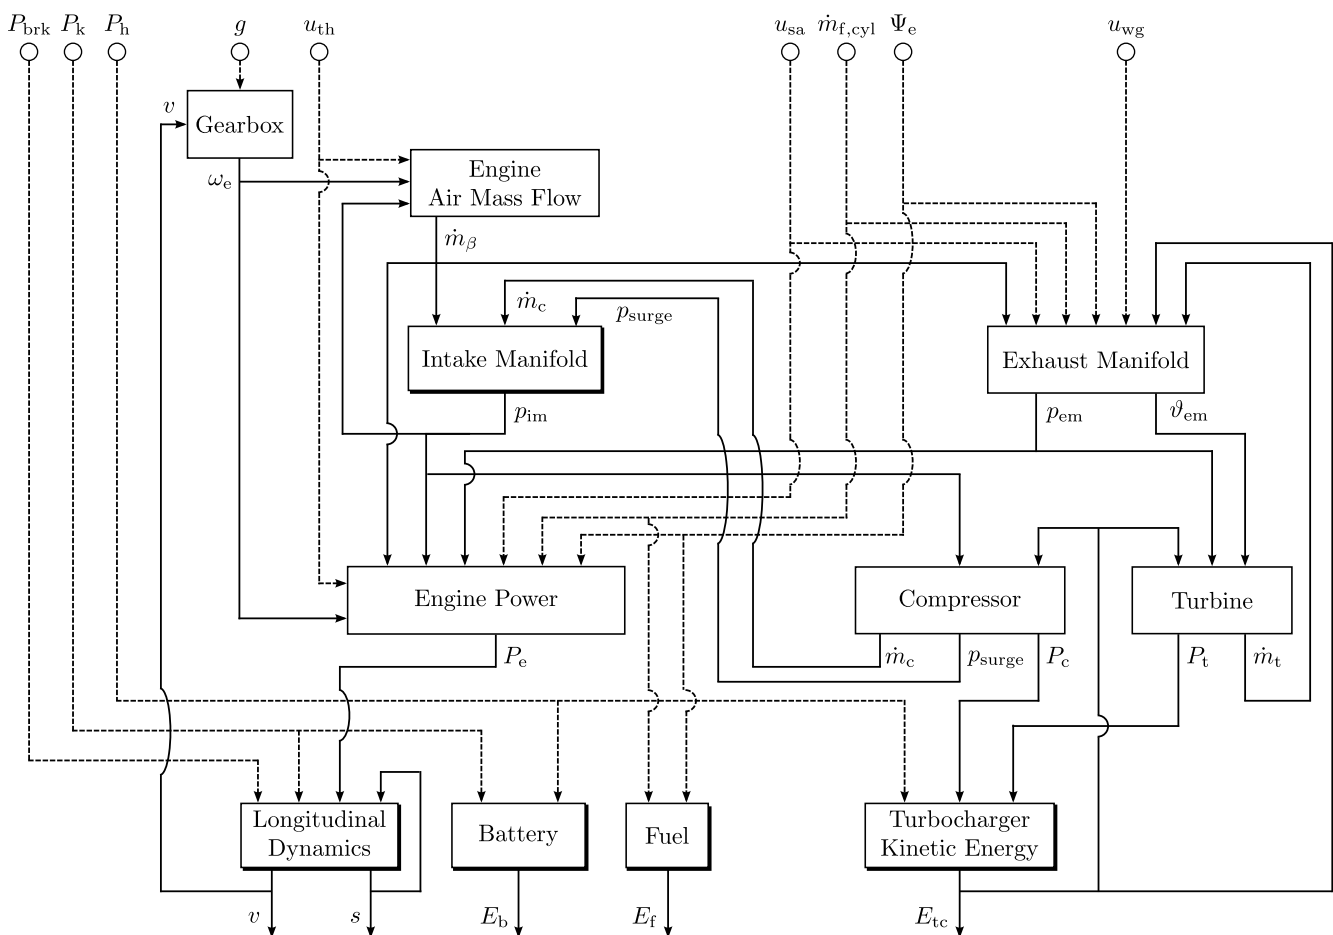 P_brk P_k P_h g u_th u_sa ṁ_f,cyl Ψ_e u_wg
v
Gearbox
ω_e
Engine
Air Mass Flow
ṁ_β
ṁ_c
p_surge
Intake Manifold
Exhaust Manifold
p_im
p_em
ϑ_em
Engine Power
Compressor
Turbine
P_e
ṁ_c
p_surge
P_c
P_t
ṁ_t
Longitudinal
Dynamics
Battery
Fuel
Turbocharger
Kinetic Energy
v
s
E_b
E_f
E_tc